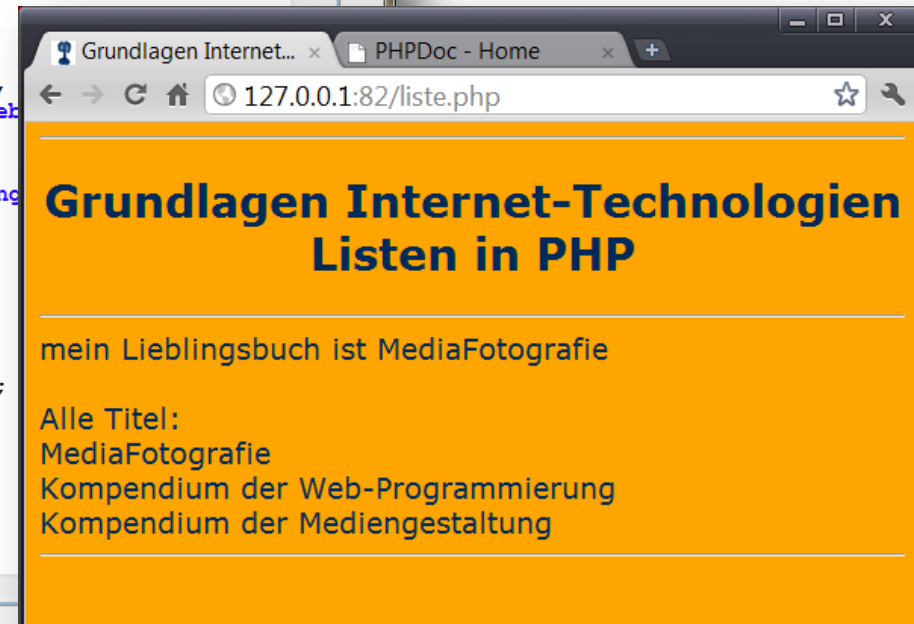 Grundlagen Internet...
PHPDoc - Home
127.0.0.1:82/liste.php
Grundlagen Internet-Technologien
Listen in PHP
mein Lieblingsbuch ist MediaFotografie
Alle Titel:
MediaFotografie
Kompendium der Web-Programmierung
Kompendium der Mediengestaltung